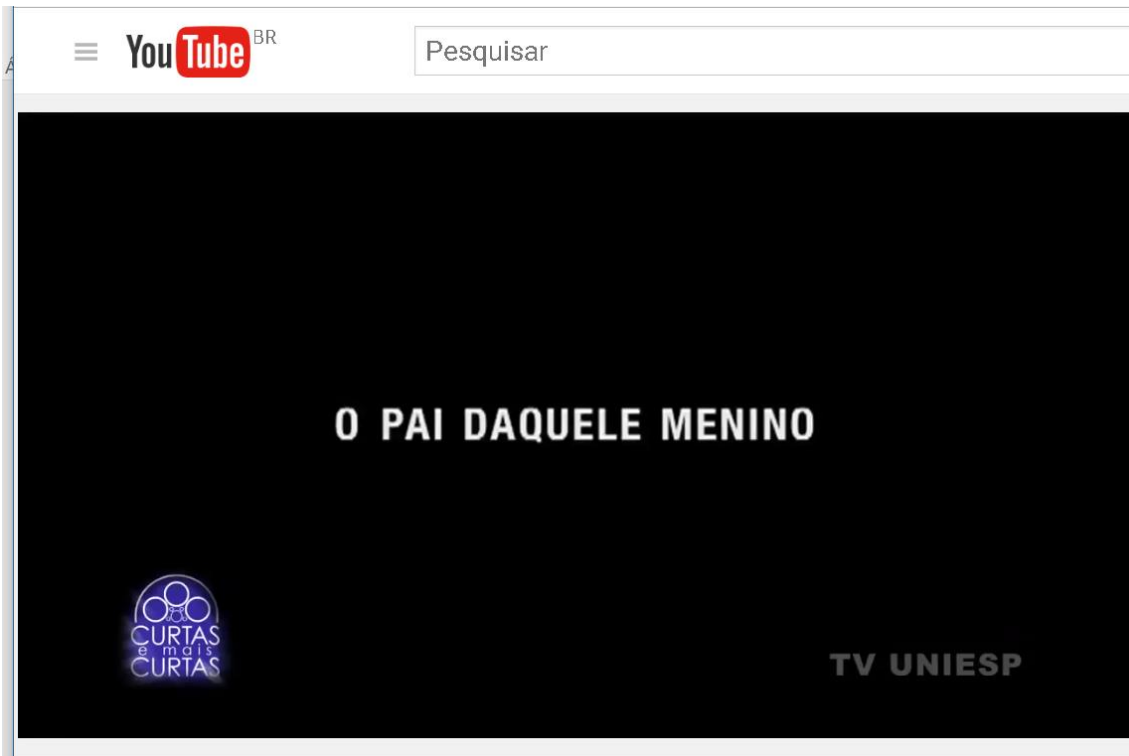 YouTube BR
Pesquisar
O PAI DAQUELE MENINO
CURTAS
e mais
CURTAS
TV UNIESP